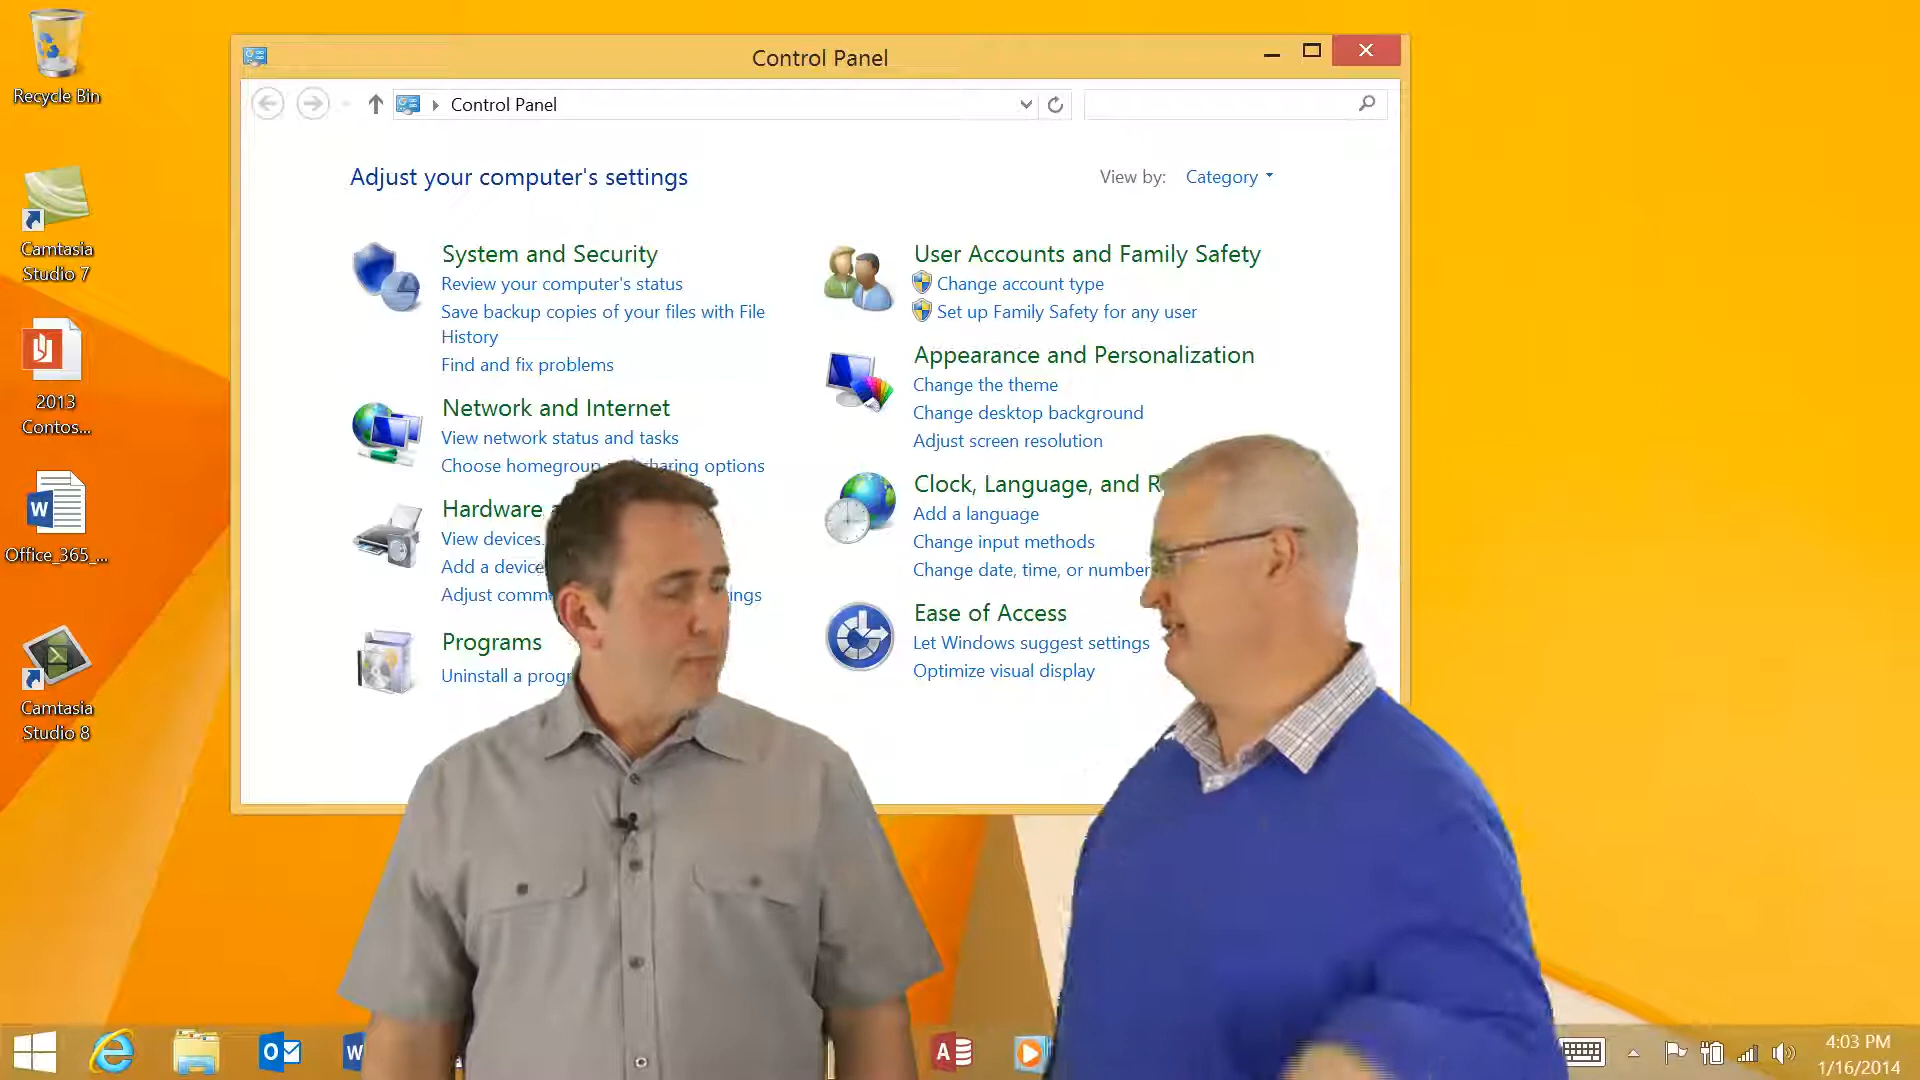 Recycle Bin
Camtasia
Studio 7
2013
Contos...
Office_365_...
Camtasia
Studio 8
Control Panel
Control Panel
Adjust your computer's settings
View by: Category
System and Security
Review your computer's status
Save backup copies of your files with File
History
Find and fix problems
Network and Internet
View network status and tasks
Choose homegroup sharing options
Hardware
View devices
Add a device
Adjust
Programs
Uninstall a
User Accounts and Family Safety
Change account type
Set up Family Safety for any user
Appearance and Personalization
Change the theme
Change desktop background
Adjust screen resolution
Clock, Language, and
Add a language
Change input methods
Change date, time, or number
Ease of Access
Let Windows suggest settings
Optimize visual display
4:03 PM
1/16/2014